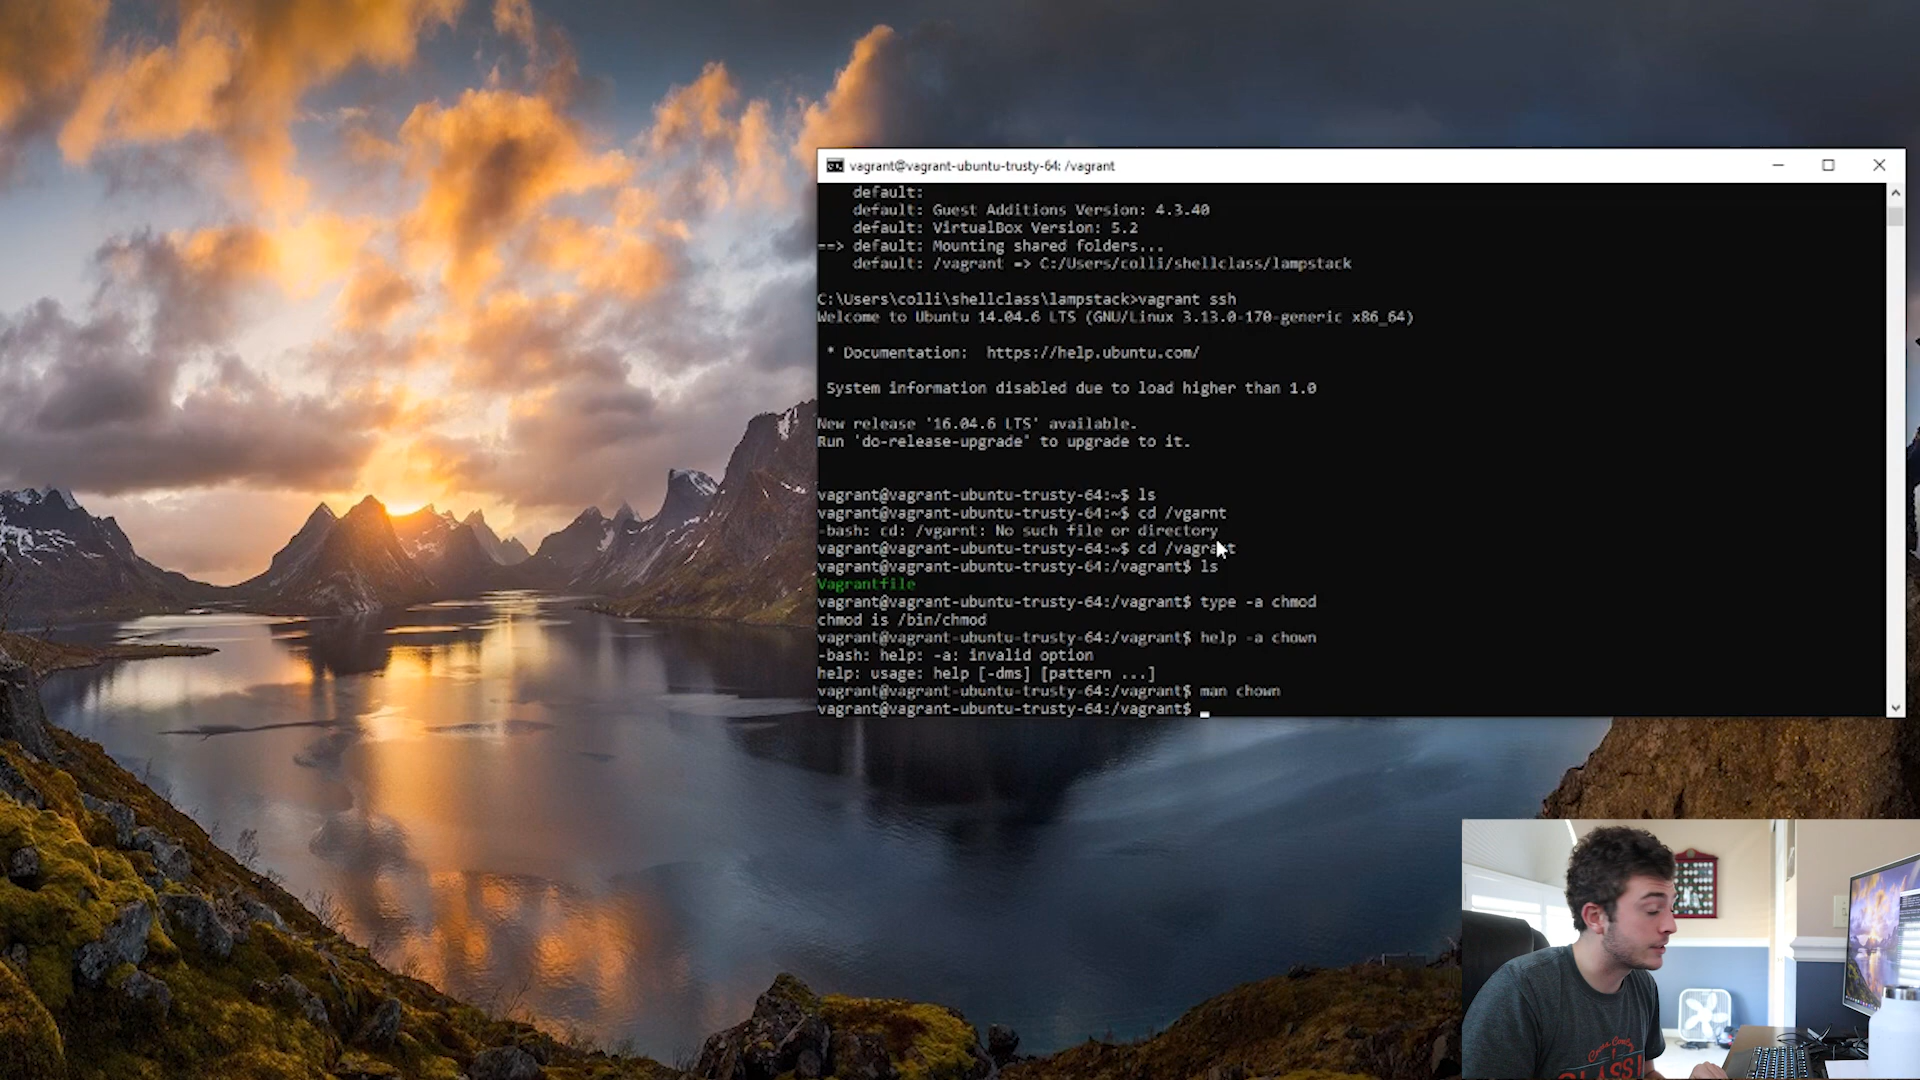 vagrant@vagrant-ubuntu-trusty-64: /vagrant
default:
default: Guest Additions Version: 4.3.40
default: VirtualBox Version: 5.2
==> default: Mounting shared folders...
default: /vagrant => C:/Users/colli/shellclass/lampstack
C:\Users\colli\shellclass\lampstack>vagrant ssh
Welcome to Ubuntu 14.04.6 LTS (GNU/Linux 3.13.0-170-generic x86_64)
* Documentation:  https://help.ubuntu.com/
System information disabled due to load higher than 1.0
New release '16.04.6 LTS' available.
Run 'do-release-upgrade' to upgrade to it.
vagrant@vagrant-ubuntu-trusty-64:~$ ls
vagrant@vagrant-ubuntu-trusty-64:~$ cd /vgarnt
-bash: cd: /vgarnt: No such file or directory
vagrant@vagrant-ubuntu-trusty-64:~$ cd /vagrant
vagrant@vagrant-ubuntu-trusty-64:/vagrant$ ls
Vagrantfile
vagrant@vagrant-ubuntu-trusty-64:/vagrant$ type -a chmod
chmod is /bin/chmod
vagrant@vagrant-ubuntu-trusty-64:/vagrant$ help -a chown
-bash: help: -a: invalid option
help: usage: help [-dms] [pattern ...]
vagrant@vagrant-ubuntu-trusty-64:/vagrant$ man chown
vagrant@vagrant-ubuntu-trusty-64:/vagrant$